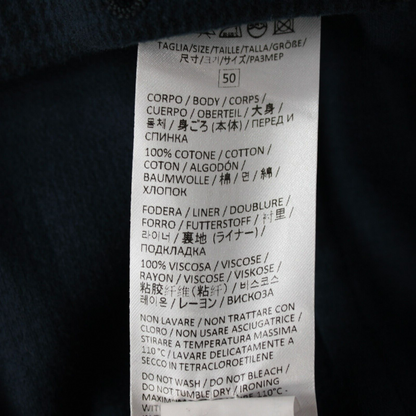 TAGLIA/SIZE/TAILLE/TALLA/GRÖßE/
尺寸/크기/サイズ/РАЗМЕР
50
CORPO / BODY / CORPS /
CUERPO / OBERTEIL / 大身 /
몸체 / 身ごろ (本体) / ПЕРЕД И
СПИНКА
100% COTONE / COTTON /
COTON / ALGODÓN /
BAUMWOLLE / 棉 / 면 / 綿 /
ХЛОПОК
FODERA / LINER / DOUBLURE /
FORRO / FUTTERSTOFF / 衬里 /
라이너 / 裏地 (ライナー) /
ПОДКЛАДКА
100% VISCOSA / VISCOSE /
RAYON / VISCOSE / VISKOSE /
粘胶纤维(粘纤) / 비스코스
레이온 / レーヨン / ВИСКОЗА
NON LAVARE / NON TRATTARE CON
CLORO / NON USARE ASCIUGATRICE /
STIRARE A TEMPERATURA MASSIMA
110°C / LAVARE DELICATAMENTE A
SECCO IN TETRACLOROETILENE
DO NOT WASH / DO NOT BLEACH /
DO NOT TUMBLE DRY / IRONING
MAXIMUM 110°C -